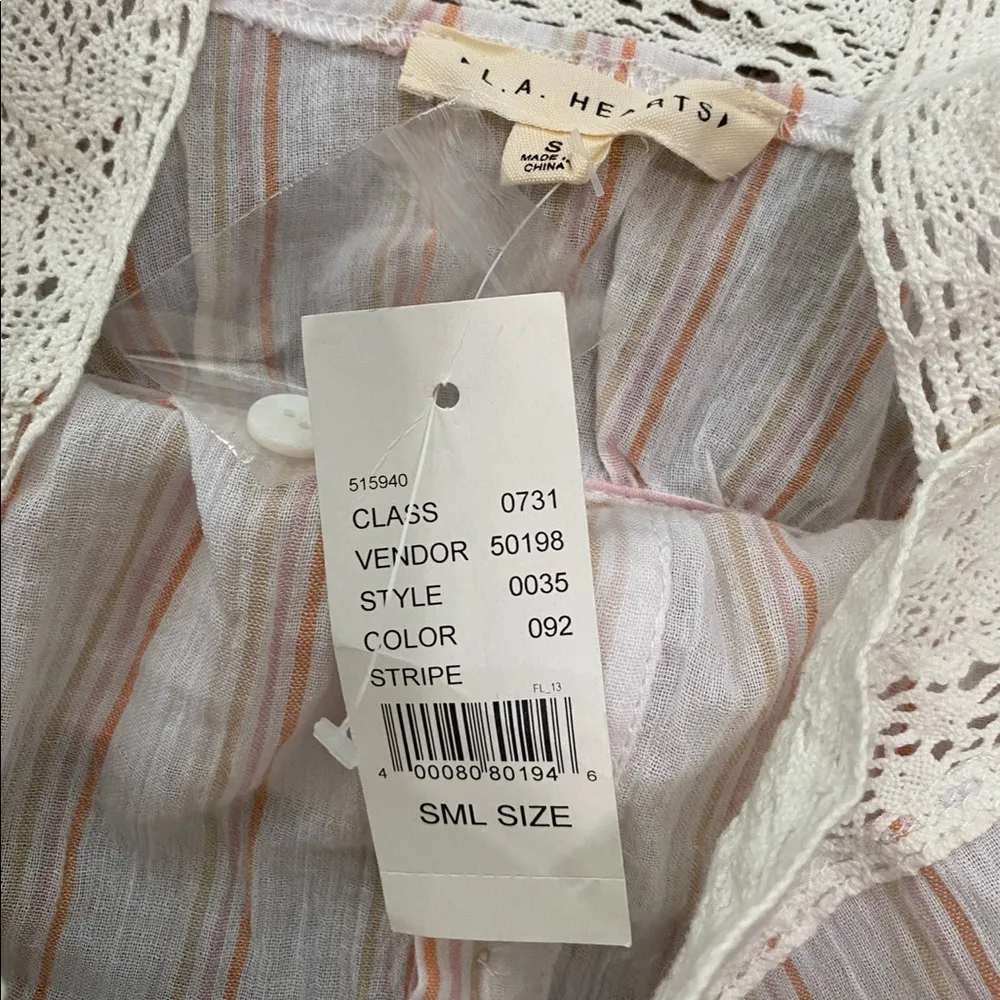 L.A. HEARTS
S
MADE IN
CHINA
515940
CLASS 0731
VENDOR 50198
STYLE 0035
COLOR 092
STRIPE
FL_13
4 00080 80194 6
SML SIZE